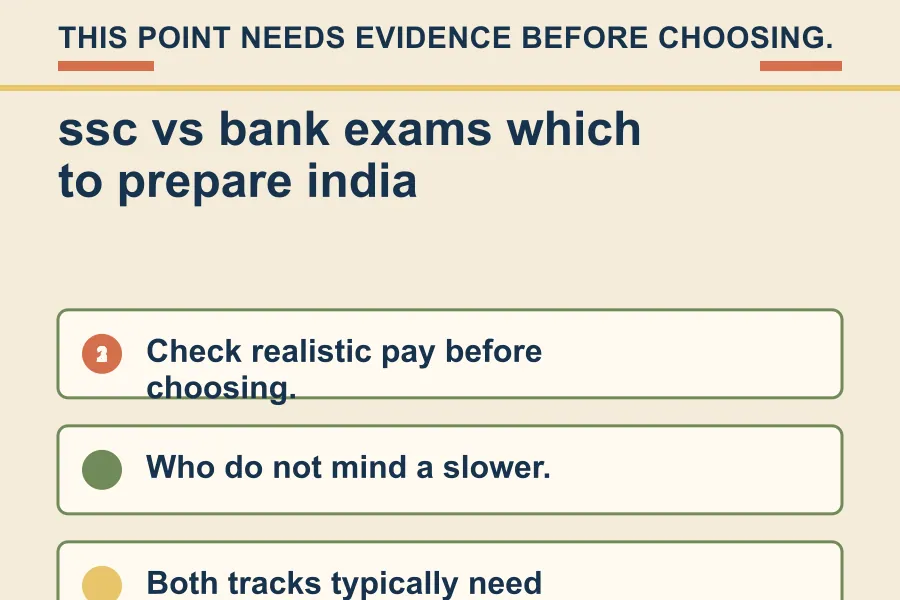 THIS POINT NEEDS EVIDENCE BEFORE CHOOSING.
ssc vs bank exams which
to prepare india
Check realistic pay before
choosing.
Who do not mind a slower.
Both tracks typically need